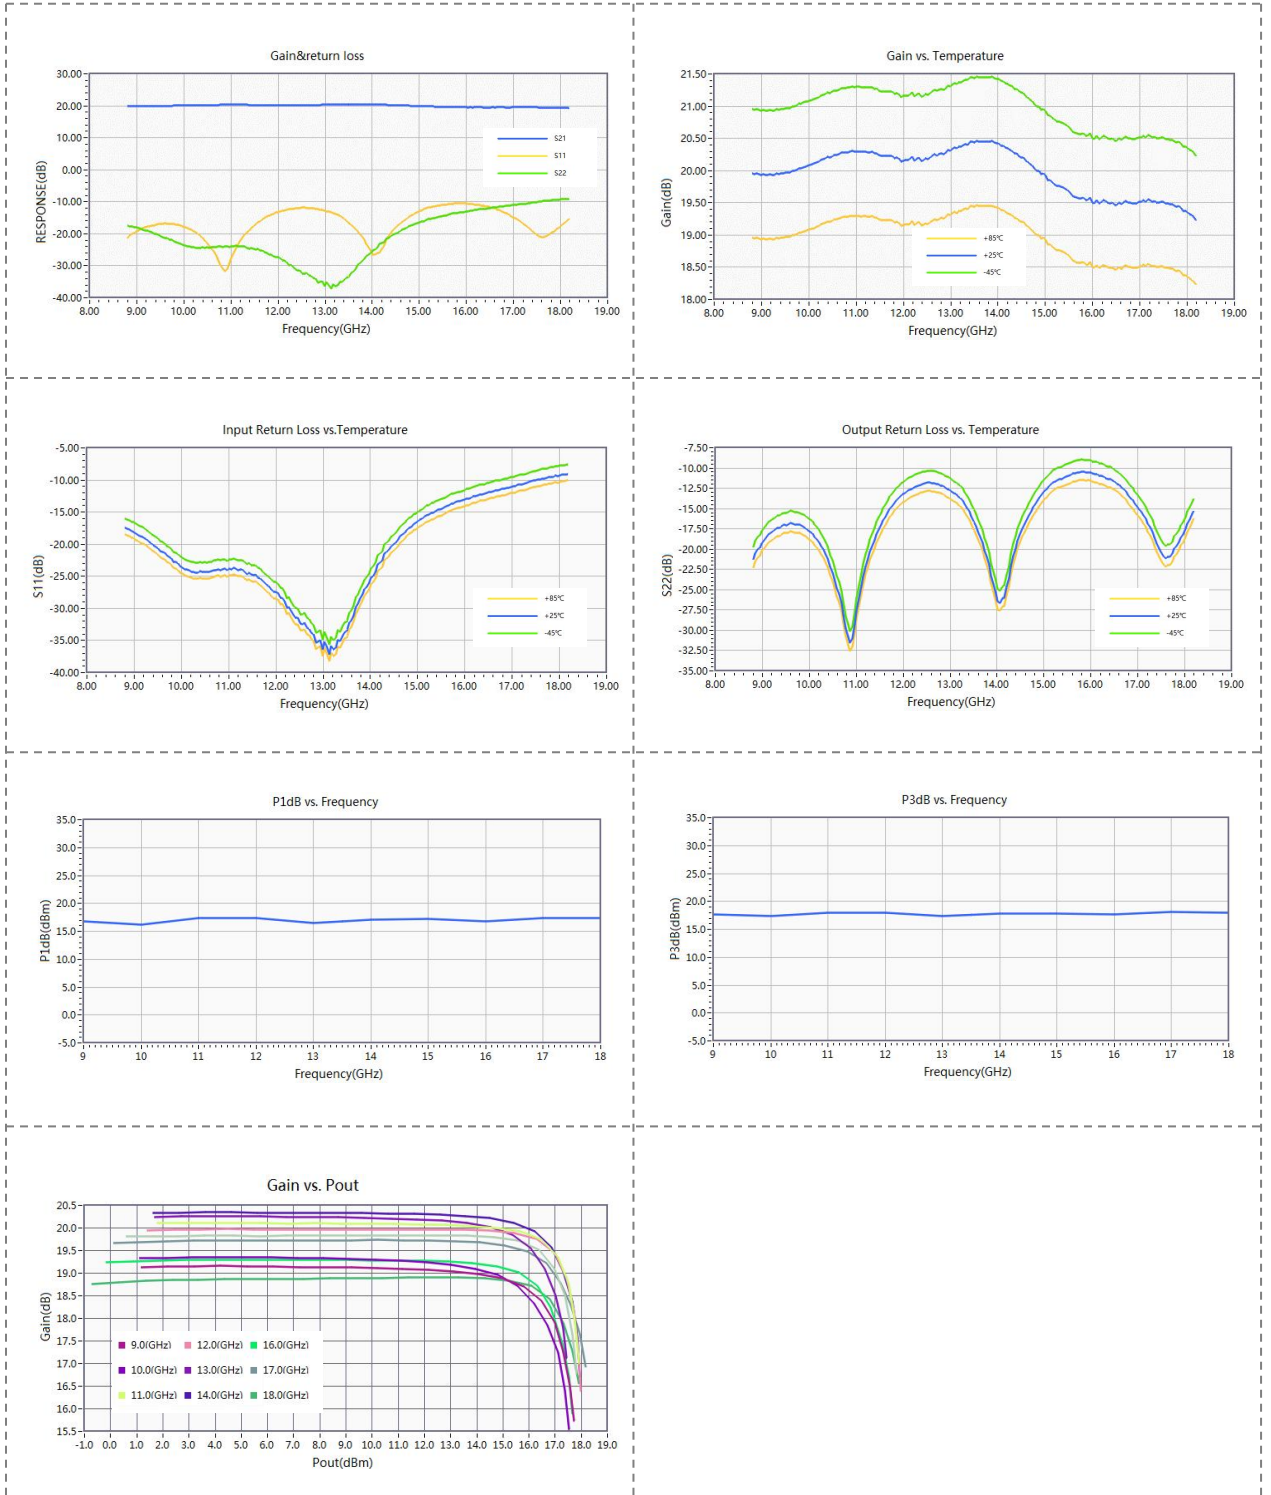 Gain&return loss
30.00
20.00
10.00
0.00
-10.00
-20.00
-30.00
-40.00
RESPONSE(dB)
S21
S11
S22
8.00 9.00 10.00 11.00 12.00 13.00 14.00 15.00 16.00 17.00 18.00 19.00
Frequency(GHz)
Gain vs. Temperature
21.50
21.00
20.50
20.00
19.50
19.00
18.50
18.00
Gain(dB)
+85℃
+25℃
-45℃
8.00 9.00 10.00 11.00 12.00 13.00 14.00 15.00 16.00 17.00 18.00 19.00
Frequency(GHz)
Input Return Loss vs.Temperature
-5.00
-10.00
-15.00
-20.00
-25.00
-30.00
-35.00
-40.00
S11(dB)
+85℃
+25℃
-45℃
8.00 9.00 10.00 11.00 12.00 13.00 14.00 15.00 16.00 17.00 18.00 19.00
Frequency(GHz)
Output Return Loss vs. Temperature
-7.50
-10.00
-12.50
-15.00
-17.50
-20.00
-22.50
-25.00
-27.50
-30.00
-32.50
-35.00
S22(dB)
+85℃
+25℃
-45℃
8.00 9.00 10.00 11.00 12.00 13.00 14.00 15.00 16.00 17.00 18.00 19.00
Frequency(GHz)
P1dB vs. Frequency
35.0
30.0
25.0
20.0
15.0
10.0
5.0
0.0
-5.0
P1dB(dBm)
9 10 11 12 13 14 15 16 17 18
Frequency(GHz)
P3dB vs. Frequency
35.0
30.0
25.0
20.0
15.0
10.0
5.0
0.0
-5.0
P3dB(dBm)
9 10 11 12 13 14 15 16 17 18
Frequency(GHz)
Gain vs. Pout
20.5
20.0
19.5
19.0
18.5
18.0
17.5
17.0
16.5
16.0
15.5
Gain(dB)
9.0(GHz) 12.0(GHz) 16.0(GHz)
10.0(GHz) 13.0(GHz) 17.0(GHz)
11.0(GHz) 14.0(GHz) 18.0(GHz)
-1.0 0.0 1.0 2.0 3.0 4.0 5.0 6.0 7.0 8.0 9.0 10.0 11.0 12.0 13.0 14.0 15.0 16.0 17.0 18.0 19.0
Pout(dBm)